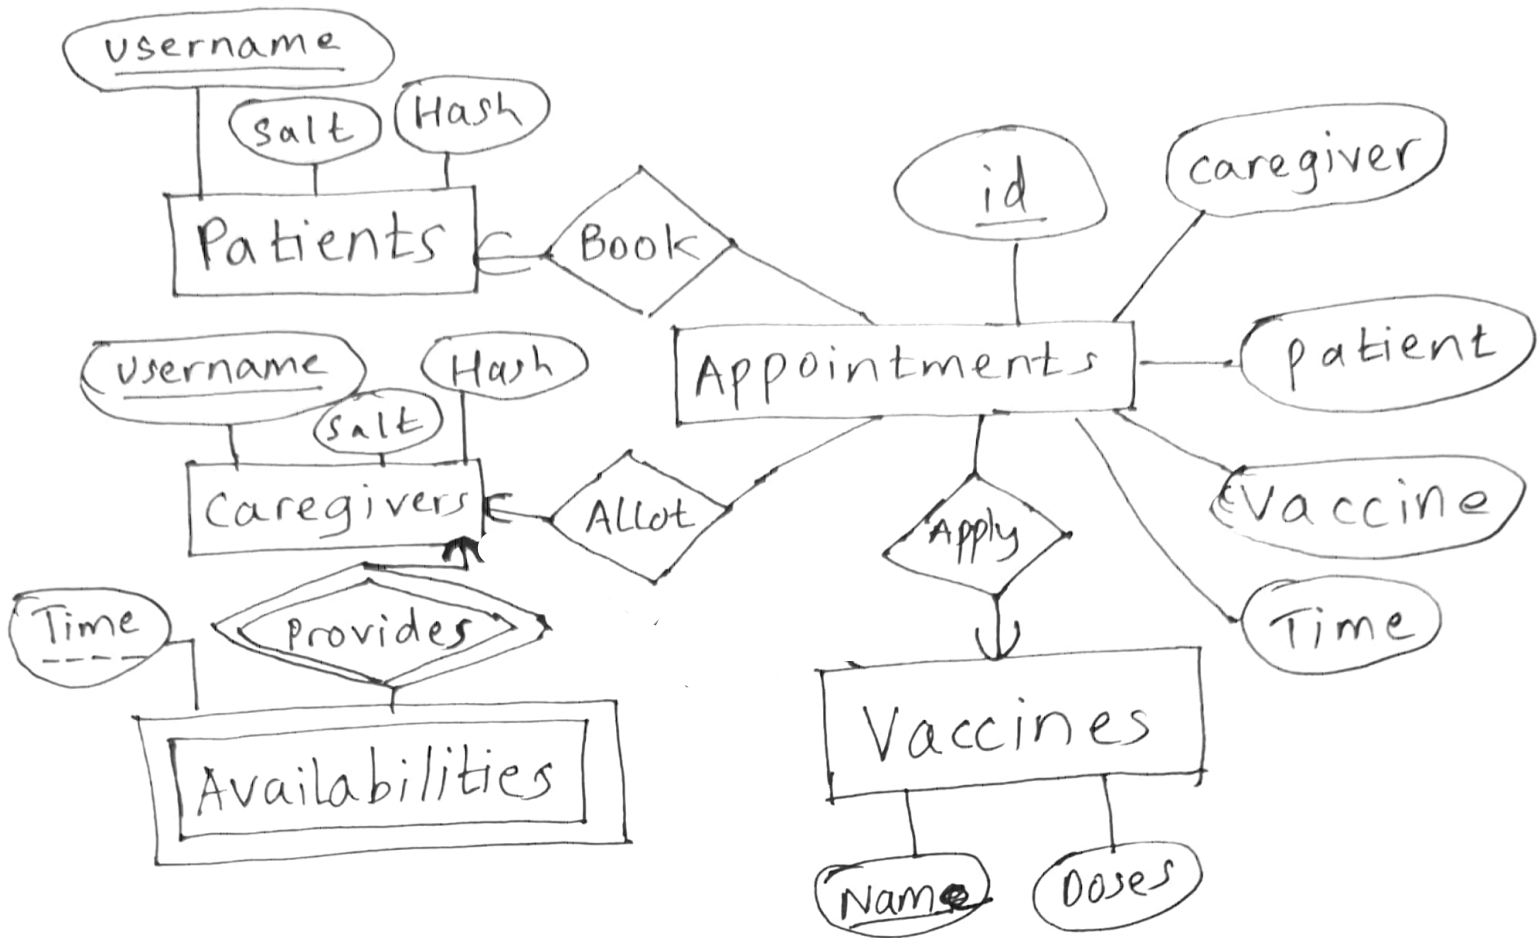 Username
Salt
Hash
Patients
Book
id
caregiver
Appointments
patient
Username
Salt
Hash
Caregivers
Allot
Apply
Vaccine
Time
Time
Provides
Availabilities
Vaccines
Name
Doses